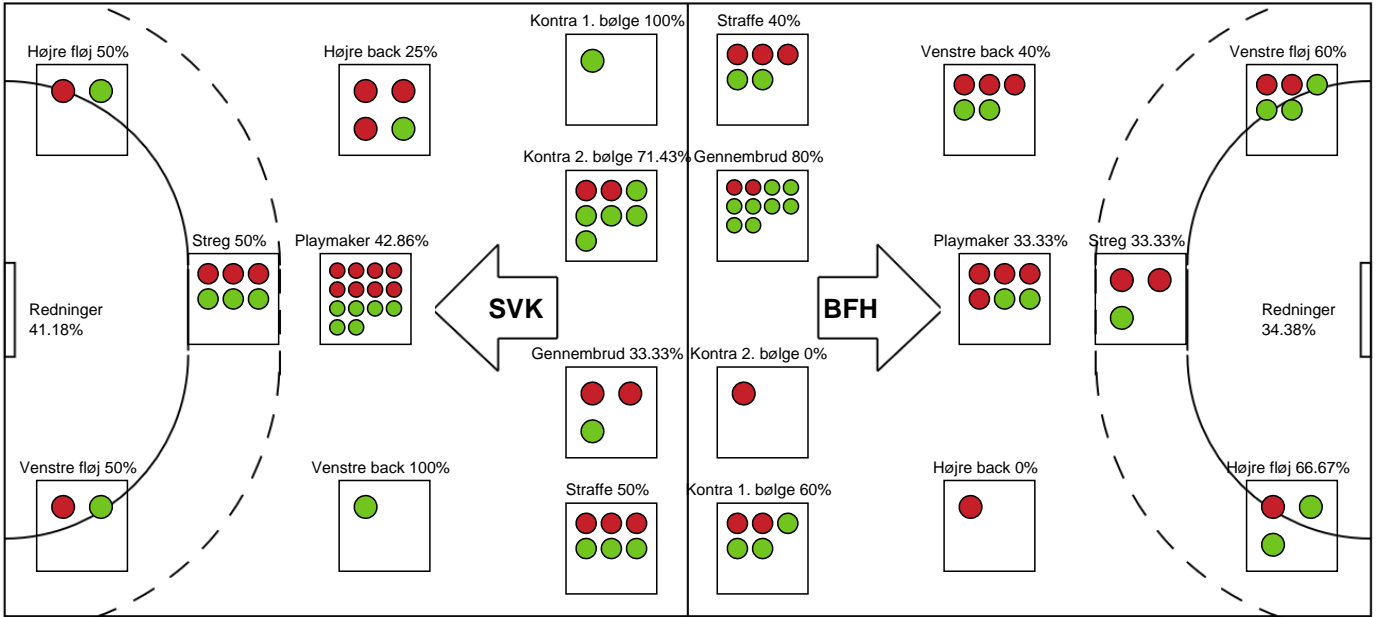 Kontra 1. bølge 100%
Straffe 40%
Højre fløj 50%
Højre back 25%
Venstre back 40%
Venstre fløj 60%
Kontra 2. bølge 71.43%
Gennembrud 80%
Streg 50%
Playmaker 42.86%
Playmaker 33.33%
Streg 33.33%
Redninger
41.18%
SVK
BFH
Redninger
34.38%
Gennembrud 33.33%
Kontra 2. bølge 0%
Venstre fløj 50%
Venstre back 100%
Højre back 0%
Højre fløj 66.67%
Straffe 50%
Kontra 1. bølge 60%